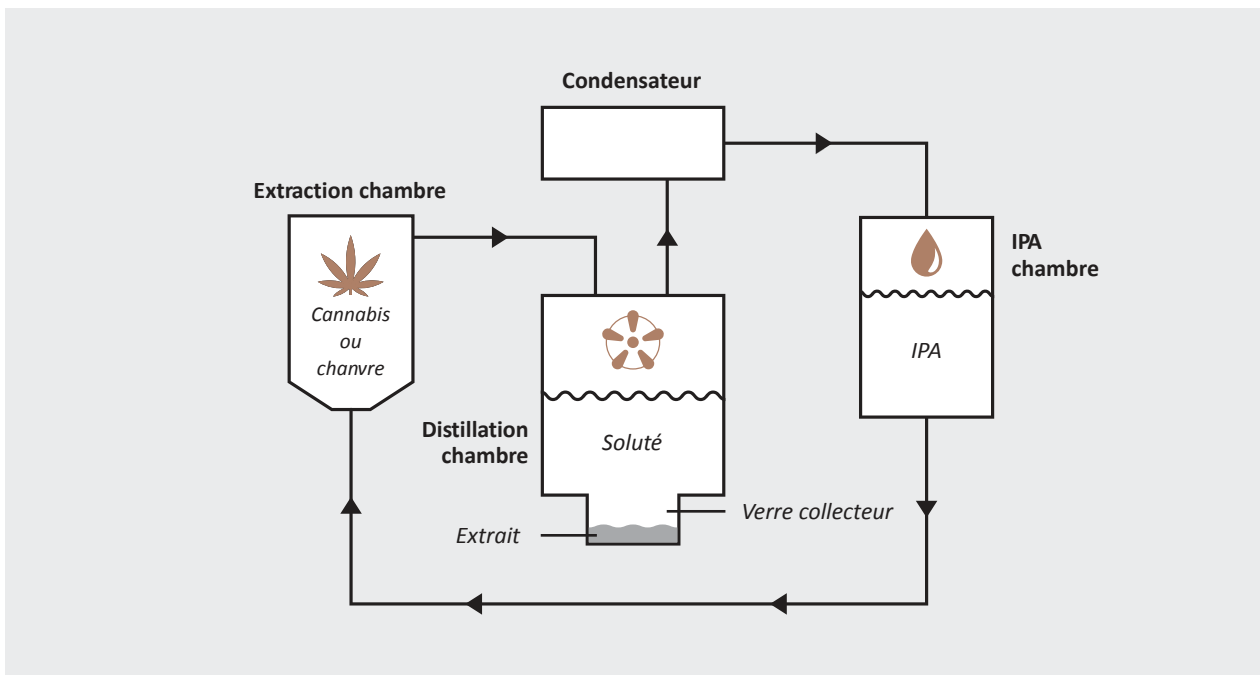 Condensateur
Extraction chambre
Cannabis
ou
chanvre
IPA
chambre
IPA
Distillation
chambre
Soluté
Verre collecteur
Extrait